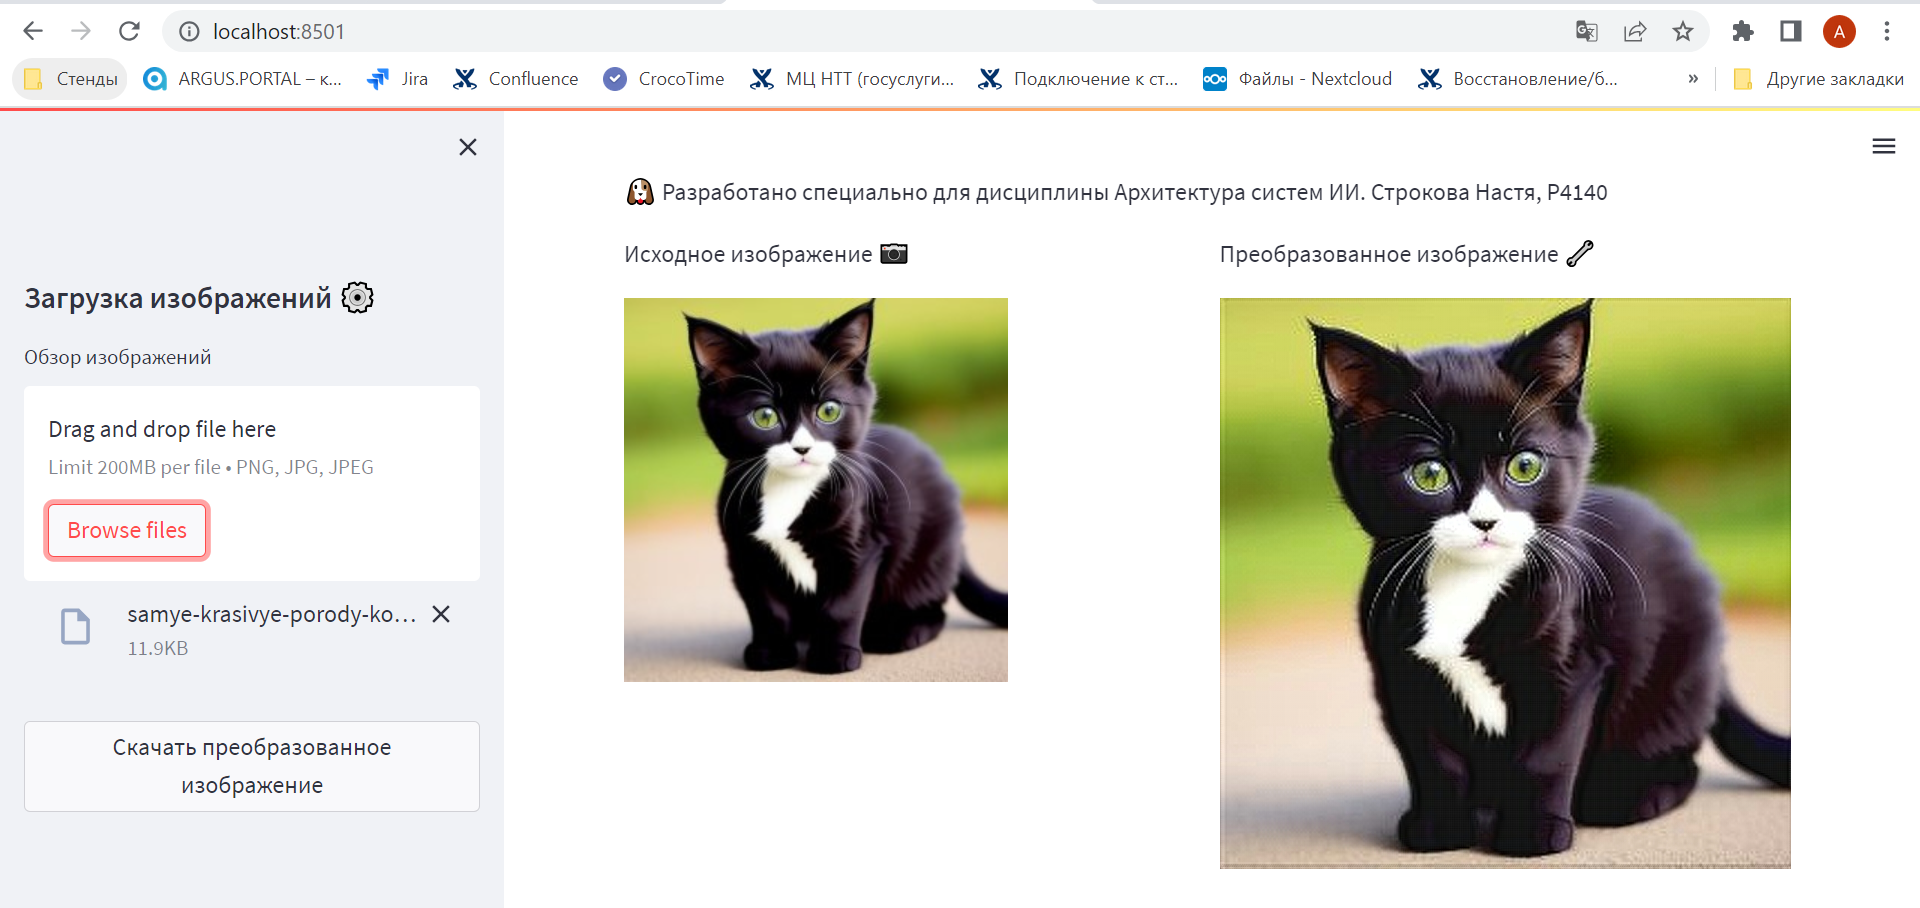 localhost:8501
A
Стенды
ARGUS.PORTAL – к...
Jira
Confluence
CrocoTime
МЦ НТТ (госуслуги...
Подключение к ст...
Файлы - Nextcloud
Восстановление/б...
»
Другие закладки
Загрузка изображений
Обзор изображений
Drag and drop file here
Limit 200MB per file • PNG, JPG, JPEG
Browse files
samye-krasivye-porody-ko...
11.9KB
Скачать преобразованное
изображение
Разработано специально для дисциплины Архитектура систем ИИ. Строкова Настя, P4140
Исходное изображение
Преобразованное изображение